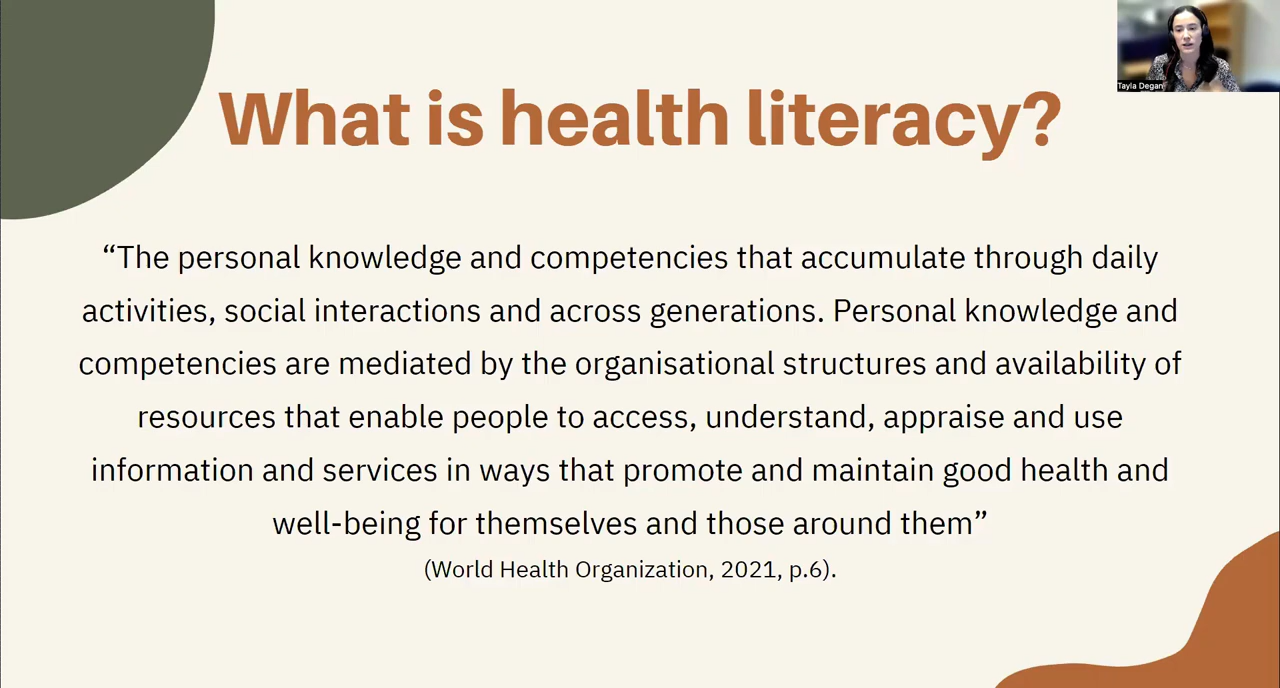 What is health literacy?
Tayla Degan
“The personal knowledge and competencies that accumulate through daily
activities, social interactions and across generations. Personal knowledge and
competencies are mediated by the organisational structures and availability of
resources that enable people to access, understand, appraise and use
information and services in ways that promote and maintain good health and
well-being for themselves and those around them”
(World Health Organization, 2021, p.6).